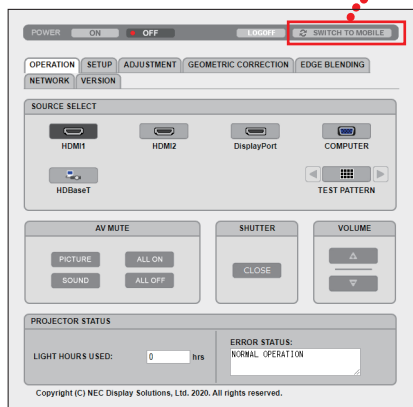 POWER ON OFF LOGOFF SWITCH TO MOBILE
OPERATION SETUP ADJUSTMENT GEOMETRIC CORRECTION EDGE BLENDING
NETWORK VERSION
SOURCE SELECT
HDMI1 HDMI2 DisplayPort COMPUTER
HDBaseT TEST PATTERN
AV MUTE SHUTTER VOLUME
PICTURE ALL ON
CLOSE
SOUND ALL OFF
PROJECTOR STATUS
ERROR STATUS:
LIGHT HOURS USED: 0 hrs NORMAL OPERATION
Copyright (C) NEC Display Solutions, Ltd. 2020. All rights reserved.